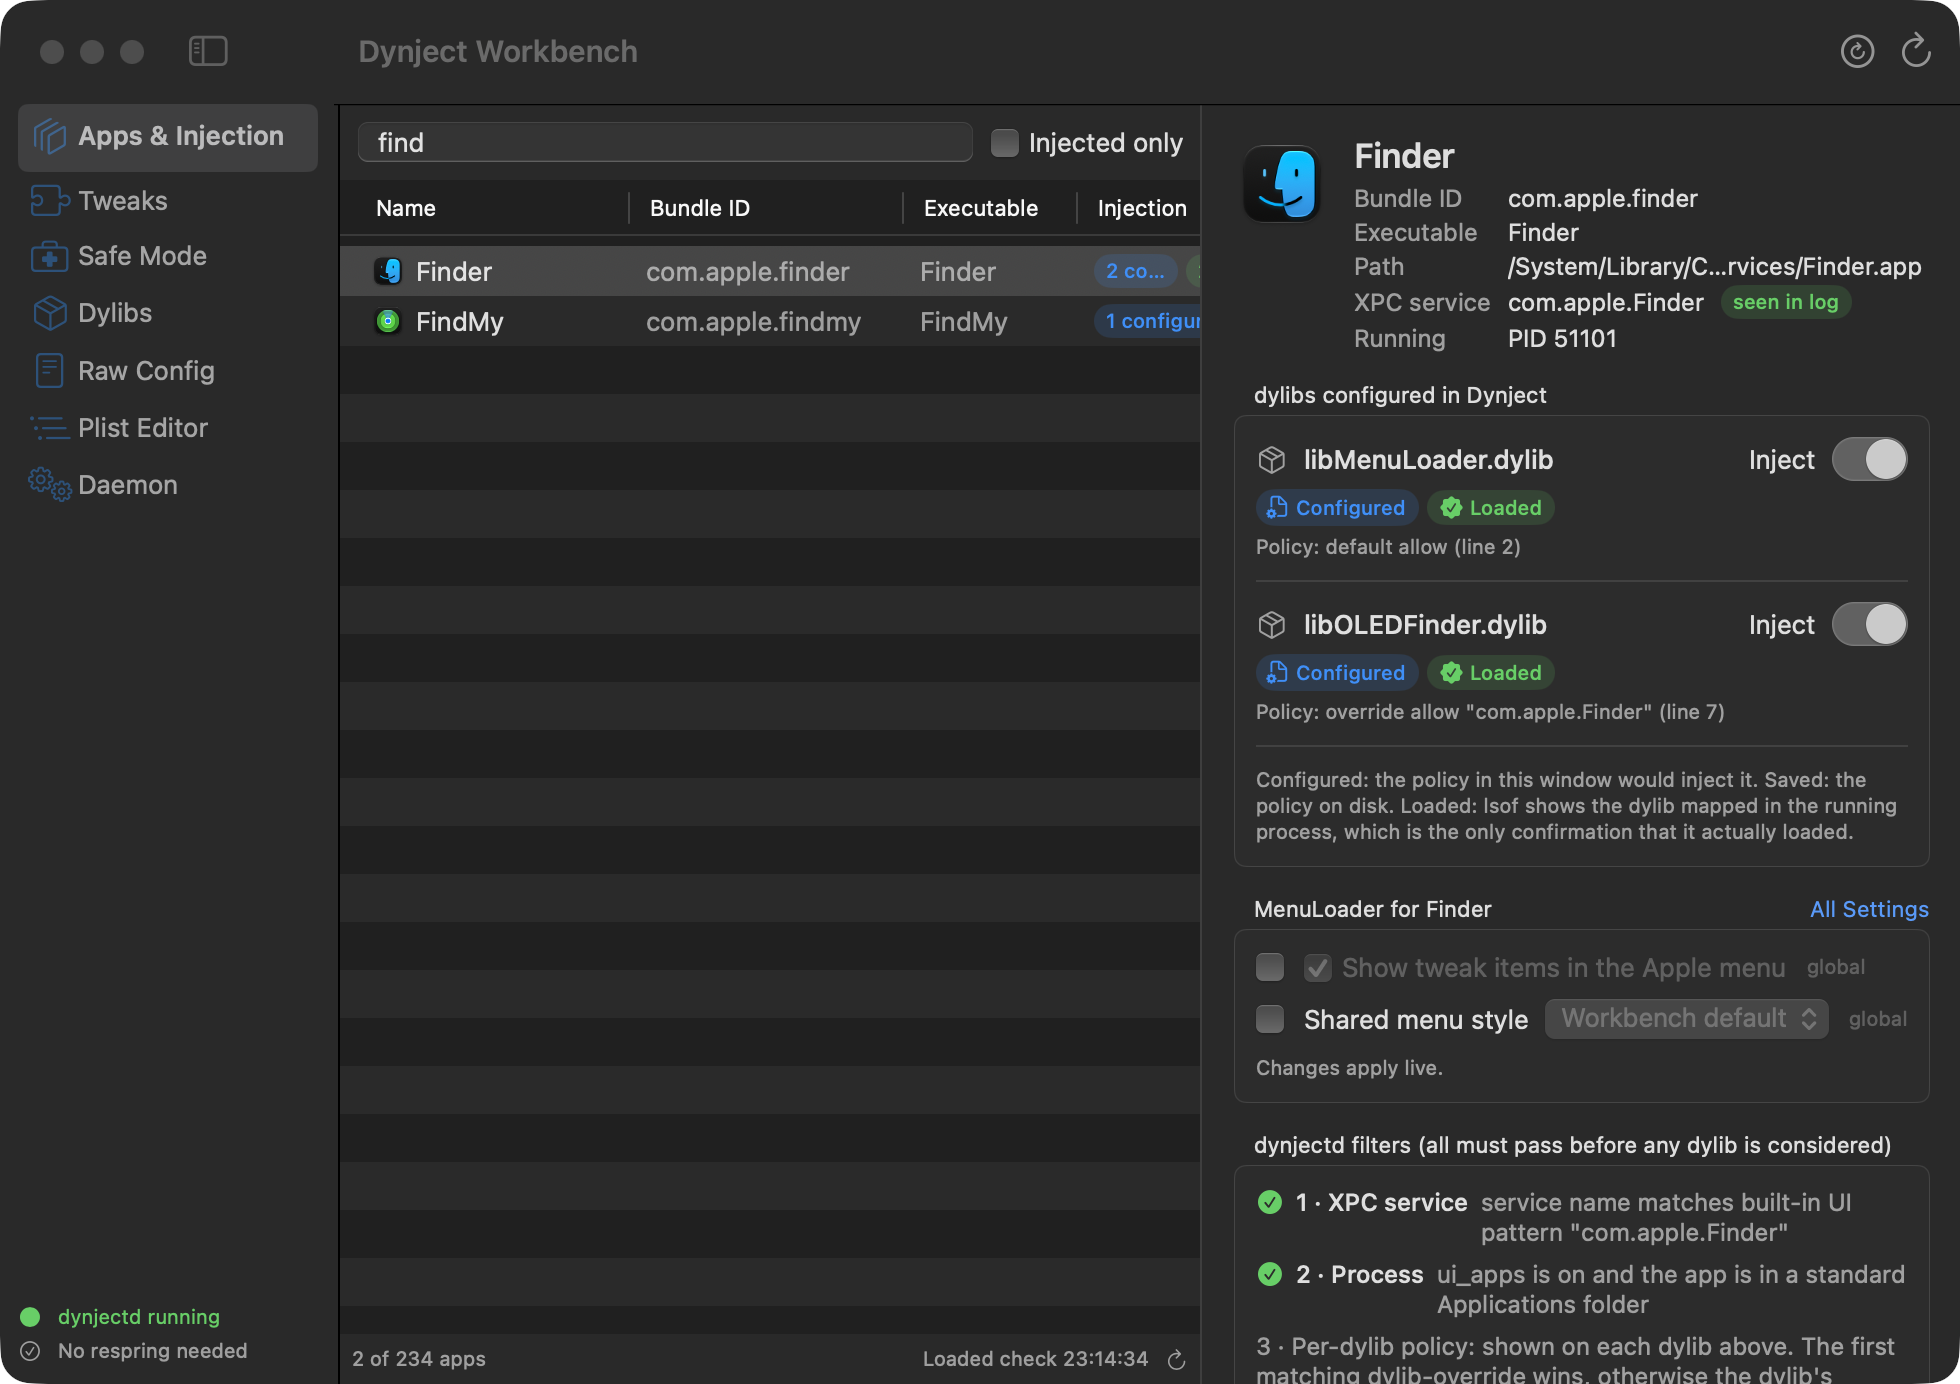 Dynject Workbench
Apps & Injection
Tweaks
Safe Mode
Dylibs
Raw Config
Plist Editor
Daemon
dynjectd running
No respring needed
find
Injected only
Name
Bundle ID
Executable
Injection
Finder
com.apple.finder
Finder
2 co...
FindMy
com.apple.findmy
FindMy
1 configur
2 of 234 apps
Loaded check 23:14:34
Finder
Bundle ID com.apple.finder
Executable Finder
Path /System/Library/C...rvices/Finder.app
XPC service com.apple.Finder seen in log
Running PID 51101
dylibs configured in Dynject
libMenuLoader.dylib Inject
Configured Loaded
Policy: default allow (line 2)
libOLEDFinder.dylib Inject
Configured Loaded
Policy: override allow "com.apple.Finder" (line 7)
Configured: the policy in this window would inject it. Saved: the
policy on disk. Loaded: lsof shows the dylib mapped in the running
process, which is the only confirmation that it actually loaded.
MenuLoader for Finder All Settings
Show tweak items in the Apple menu global
Shared menu style Workbench default global
Changes apply live.
dynjectd filters (all must pass before any dylib is considered)
1 · XPC service service name matches built-in UI
pattern "com.apple.Finder"
2 · Process ui_apps is on and the app is in a standard
Applications folder
3 · Per-dylib policy: shown on each dylib above. The first
matching dylib-override wins, otherwise the dylib's